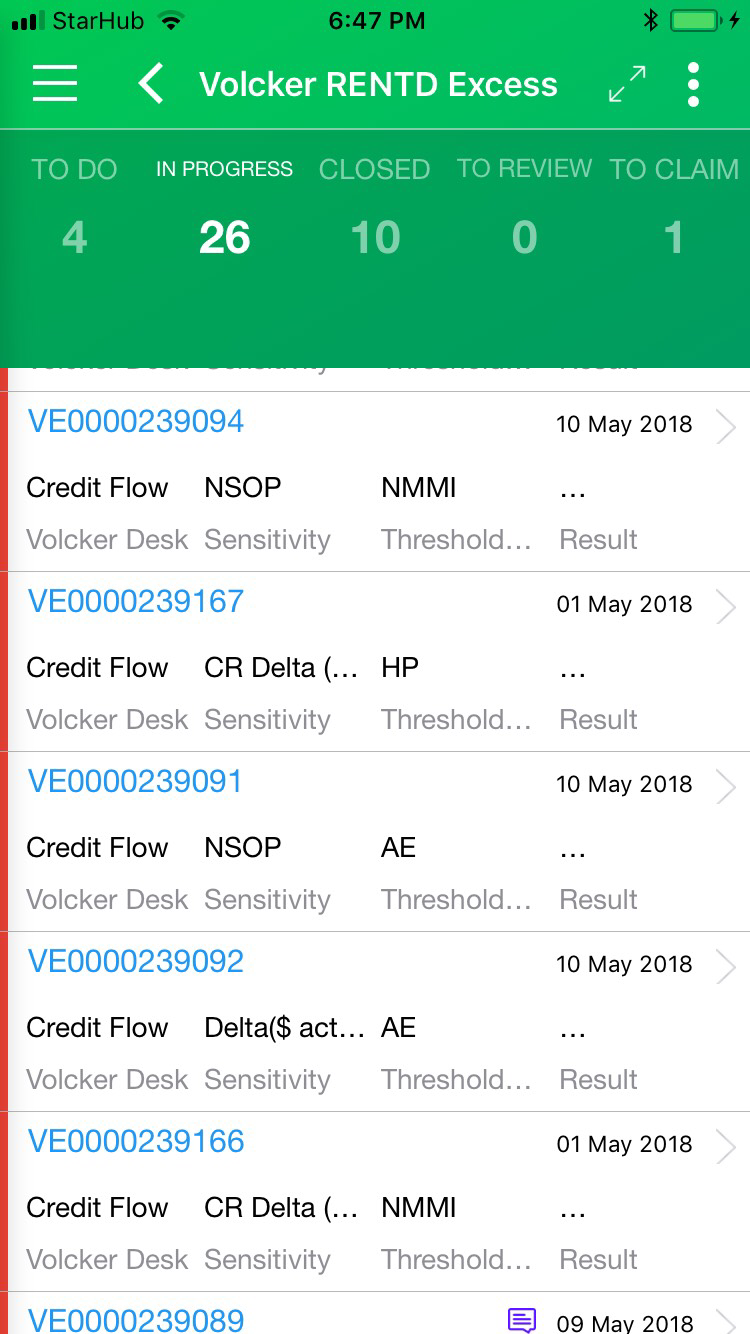 StarHub 6:47 PM
Volcker RENTD Excess
TO DO IN PROGRESS CLOSED TO REVIEW TO CLAIM
4 26 10 0 1
VE0000239094 10 May 2018
Credit Flow NSOP NMMI ...
Volcker Desk Sensitivity Threshold... Result
VE0000239167 01 May 2018
Credit Flow CR Delta (... HP ...
Volcker Desk Sensitivity Threshold... Result
VE0000239091 10 May 2018
Credit Flow NSOP AE ...
Volcker Desk Sensitivity Threshold... Result
VE0000239092 10 May 2018
Credit Flow Delta($ act... AE ...
Volcker Desk Sensitivity Threshold... Result
VE0000239166 01 May 2018
Credit Flow CR Delta (... NMMI ...
Volcker Desk Sensitivity Threshold... Result
VE0000239089 09 May 2018